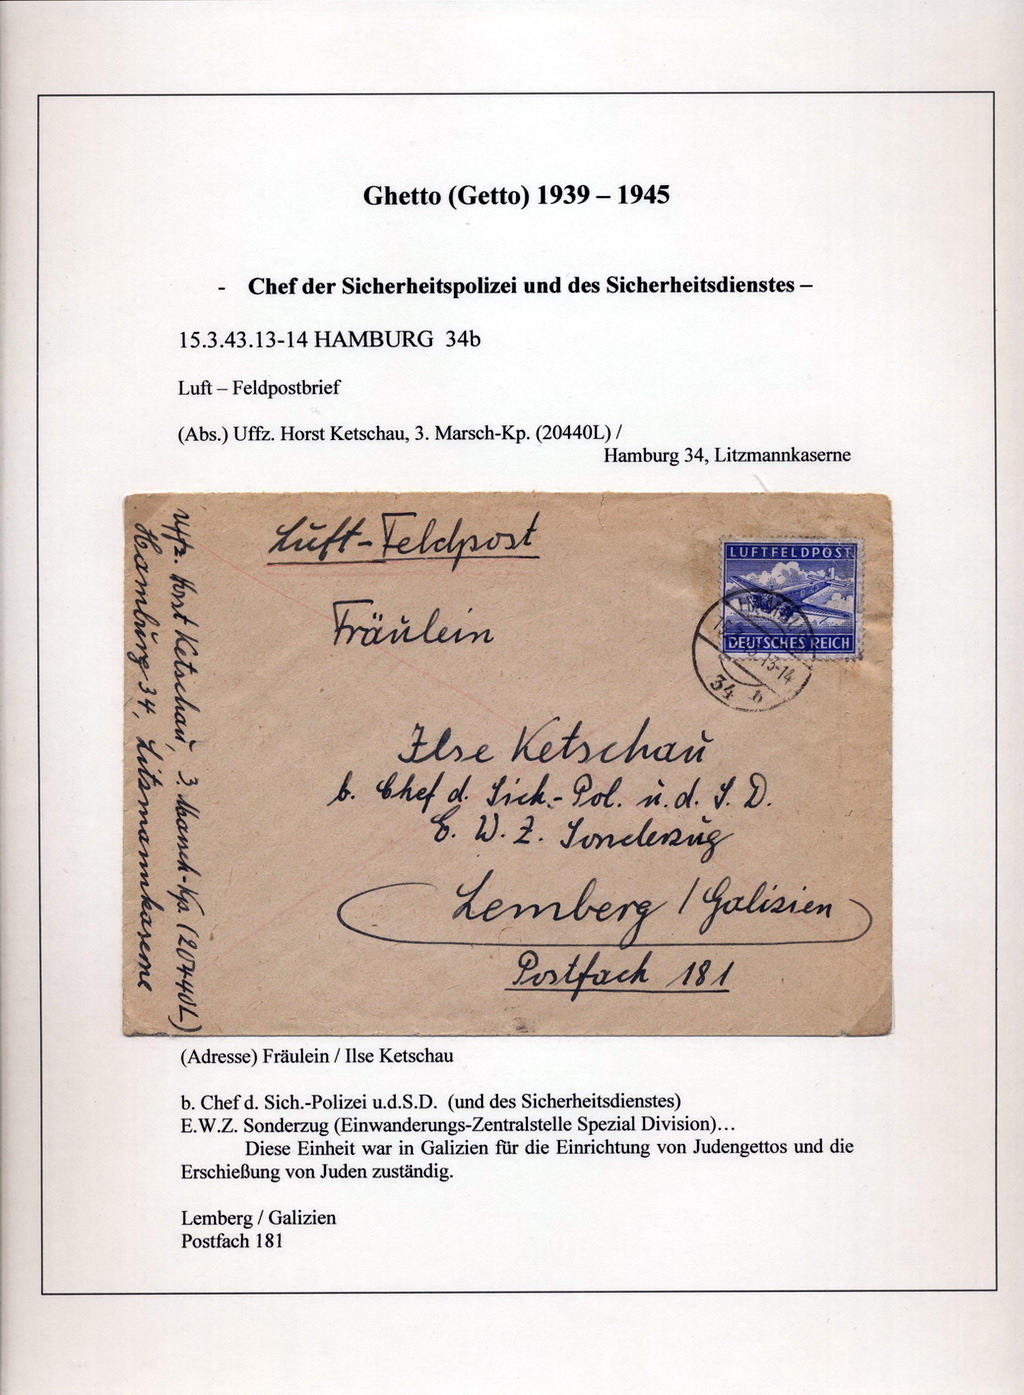 Ghetto (Getto) 1939 – 1945
- Chef der Sicherheitspolizei und des Sicherheitsdienstes –
15.3.43.13-14 HAMBURG 34b
Luft – Feldpostbrief
(Abs.) Uffz. Horst Ketschau, 3. Marsch-Kp. (20440L) /
Hamburg 34, Litzmannkaserne
Uffz. Horst Ketschau, 3. Marsch-Kp. (20440L)
Hamburg 34, Litzmannkaserne
Luft-Feldpost
LUFTFELDPOST
DEUTSCHES REICH
13-14
34 b
Fräulein
Ilse Ketschau
b. Chef d. Sich.-Pol. u. d. S. D.
E. W. Z. Sonderzug
Lemberg / Galizien
Postfach 181
(Adresse) Fräulein / Ilse Ketschau
b. Chef d. Sich.-Polizei u.d.S.D. (und des Sicherheitsdienstes)
E.W.Z. Sonderzug (Einwanderungs-Zentralstelle Spezial Division)…
Diese Einheit war in Galizien für die Einrichtung von Judengettos und die
Erschießung von Juden zuständig.
Lemberg / Galizien
Postfach 181